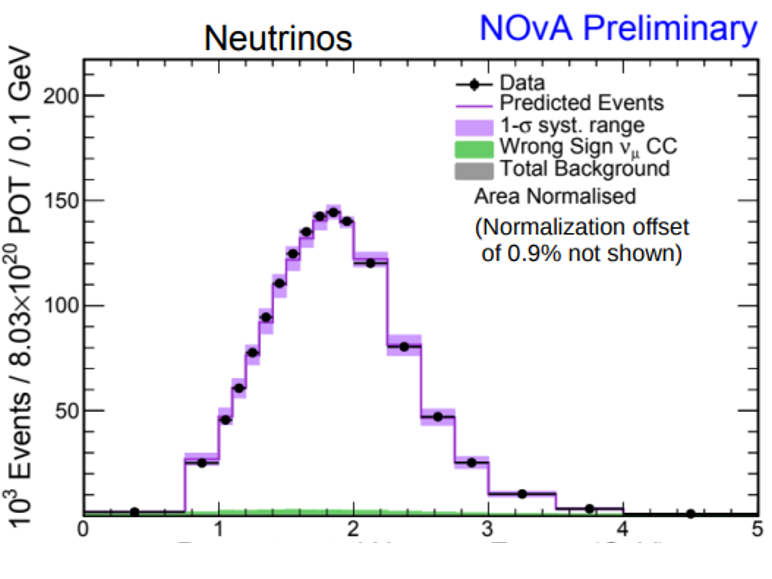 Neutrinos
NOvA Preliminary
10³ Events / 8.03×10²⁰ POT / 0.1 GeV
200
150
100
50
Data
Predicted Events
1-σ syst. range
Wrong Sign νμ CC
Total Background
Area Normalised
(Normalization offset
of 0.9% not shown)
0 1 2 3 4 5